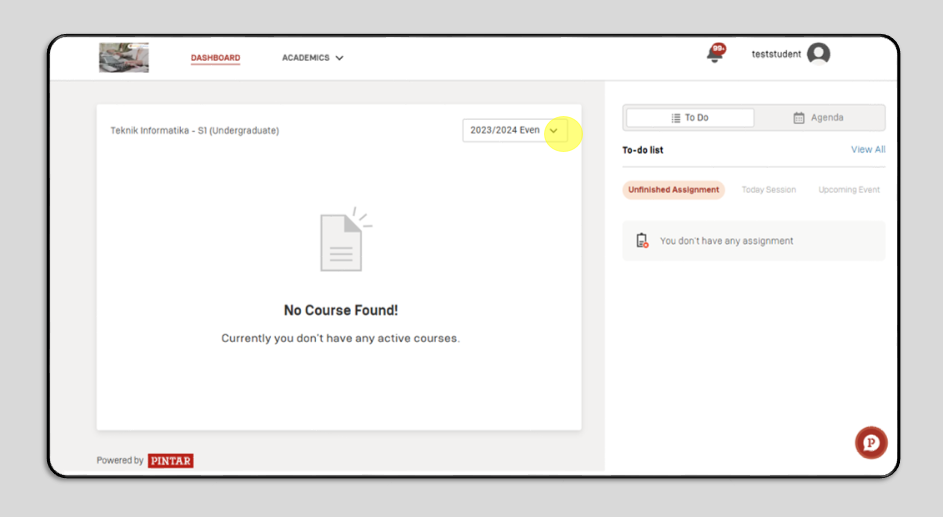 DASHBOARD
ACADEMICS
99+
teststudent
Teknik Informatika - S1 (Undergraduate)
2023/2024 Even
No Course Found!
Currently you don't have any active courses.
Powered by PINTAR
To Do
Agenda
To-do list
View All
Unfinished Assignment
Today Session
Upcoming Event
You don't have any assignment
P